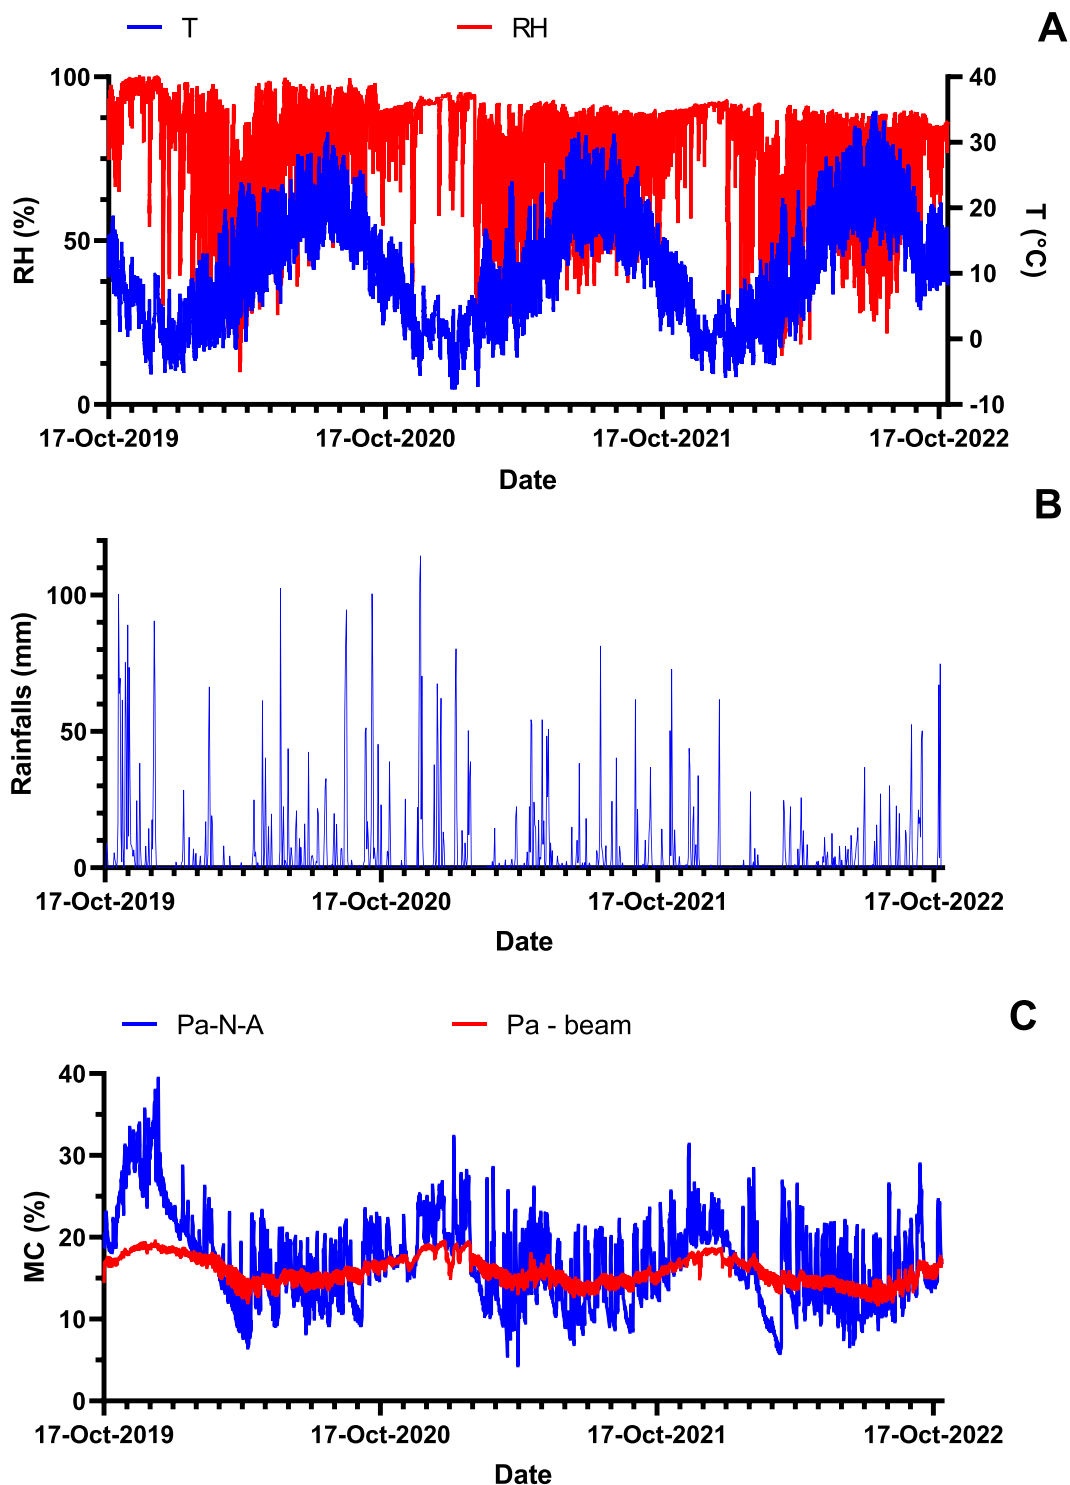 T RH A
100 40
30
20
50
10
0
0 -10
RH (%)
T (°C)
17-Oct-2019 17-Oct-2020 17-Oct-2021 17-Oct-2022
Date
B
100
50
0
Rainfalls (mm)
17-Oct-2019 17-Oct-2020 17-Oct-2021 17-Oct-2022
Date
Pa-N-A Pa - beam C
40
30
20
10
0
MC (%)
17-Oct-2019 17-Oct-2020 17-Oct-2021 17-Oct-2022
Date